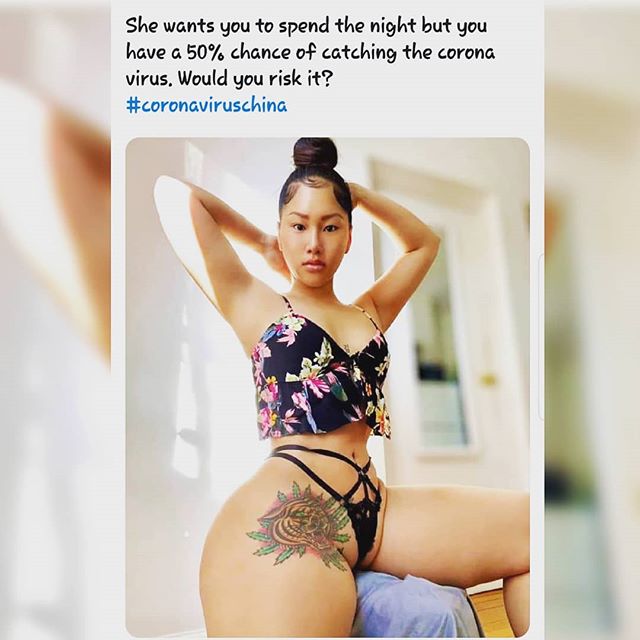 She wants you to spend the night but you
have a 50% chance of catching the corona
virus. Would you risk it?
#coronaviruschina